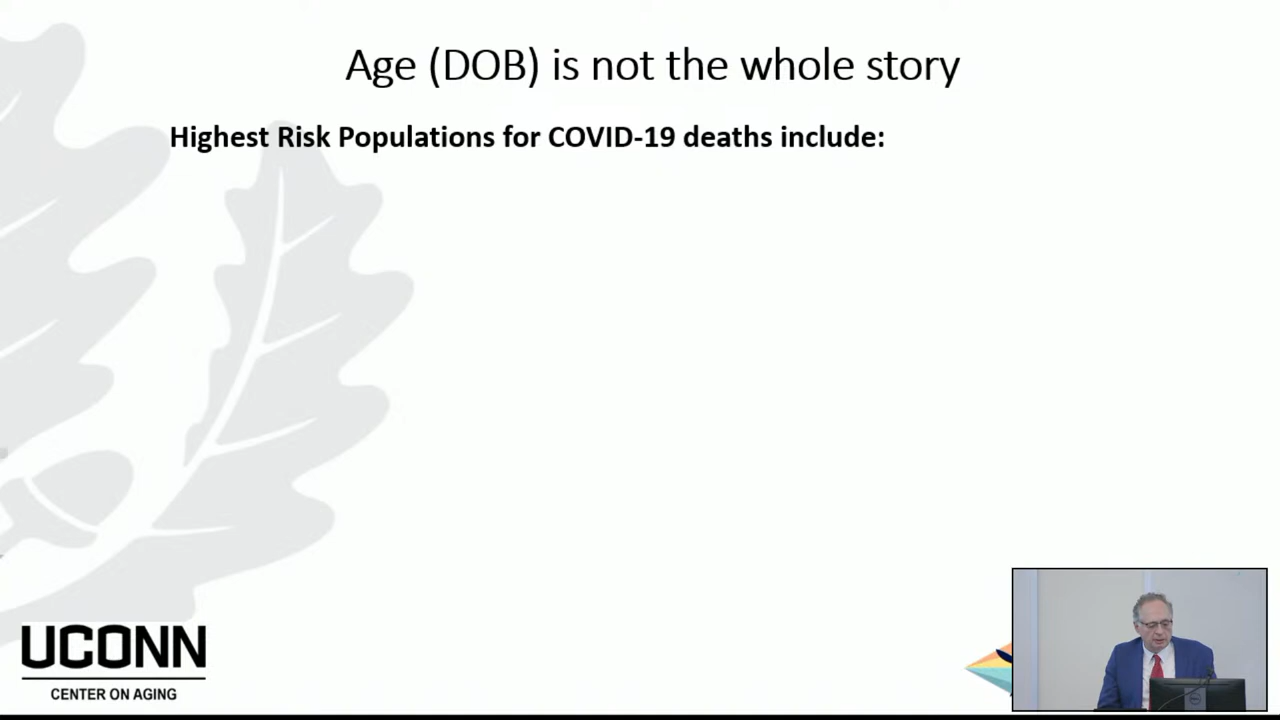 Age (DOB) is not the whole story
Highest Risk Populations for COVID-19 deaths include:
UCONN
CENTER ON AGING